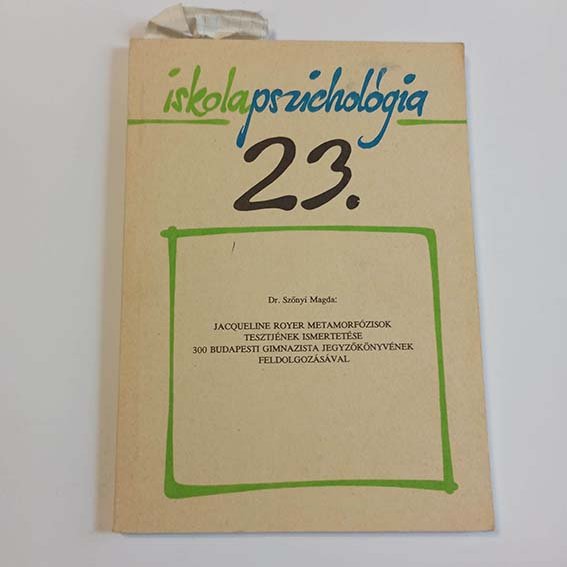 iskolapszichológia
23.
Dr. Szőnyi Magda:
JACQUELINE ROYER METAMORFÓZISOK
TESZTJÉNEK ISMERTETÉSE
300 BUDAPESTI GIMNAZISTA JEGYZŐKÖNYVÉNEK
FELDOLGOZÁSÁVAL